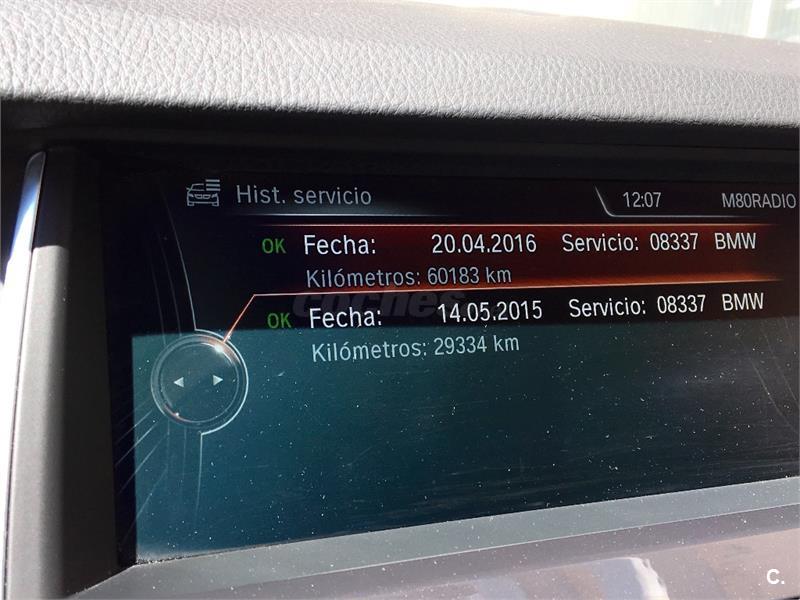 Hist. servicio 12:07 M80RADIO
OK Fecha: 20.04.2016 Servicio: 08337 BMW
Kilómetros: 60183 km
coches
OK Fecha: 14.05.2015 Servicio: 08337 BMW
Kilómetros: 29334 km
C.